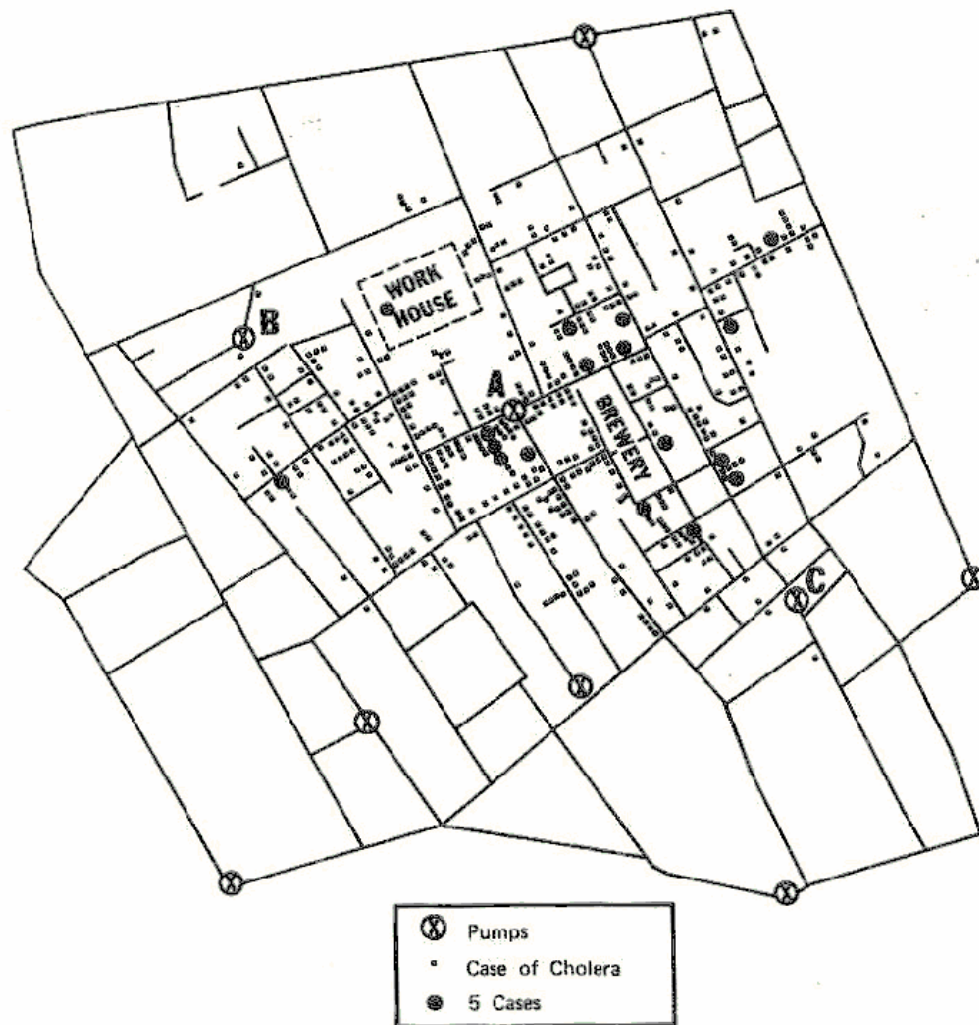 WORK
HOUSE
B
A
BREWERY
C
X Pumps
Case of Cholera
5 Cases